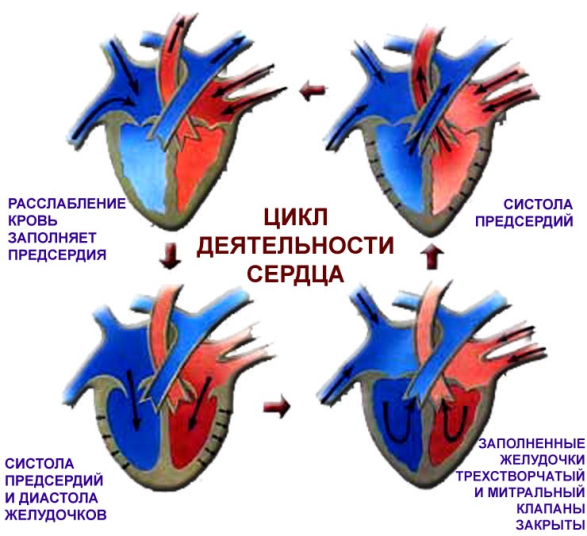 РАССЛАБЛЕНИЕ
КРОВЬ
ЗАПОЛНЯЕТ
ПРЕДСЕРДИЯ
ЦИКЛ
ДЕЯТЕЛЬНОСТИ
СЕРДЦА
СИСТОЛА
ПРЕДСЕРДИЙ
СИСТОЛА
ПРЕДСЕРДИЙ
И ДИАСТОЛА
ЖЕЛУДОЧКОВ
ЗАПОЛНЕННЫЕ
ЖЕЛУДОЧКИ
ТРЕХСТВОРЧАТЫЙ
И МИТРАЛЬНЫЙ
КЛАПАНЫ
ЗАКРЫТЫ